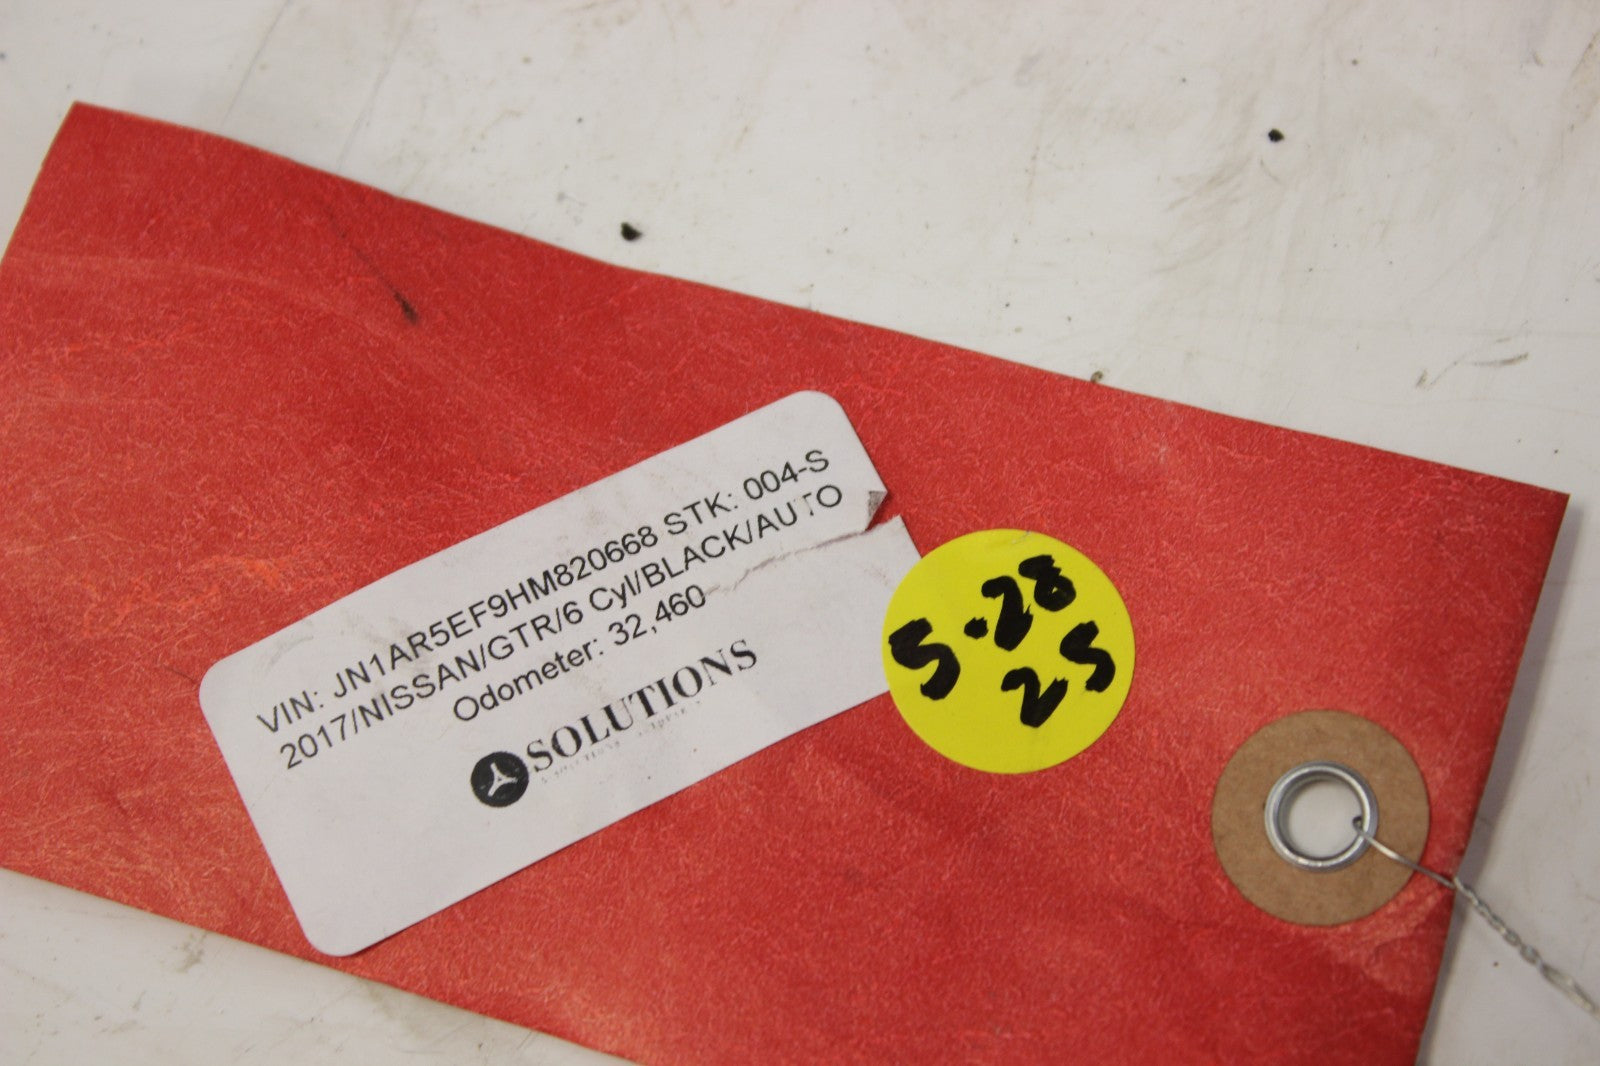 VIN: JN1AR5EF9HM820668 STK: 004-S
2017/NISSAN/GTR/6 Cyl/BLACK/AUTO
Odometer: 32,460
SOLUTIONS
5.28
25